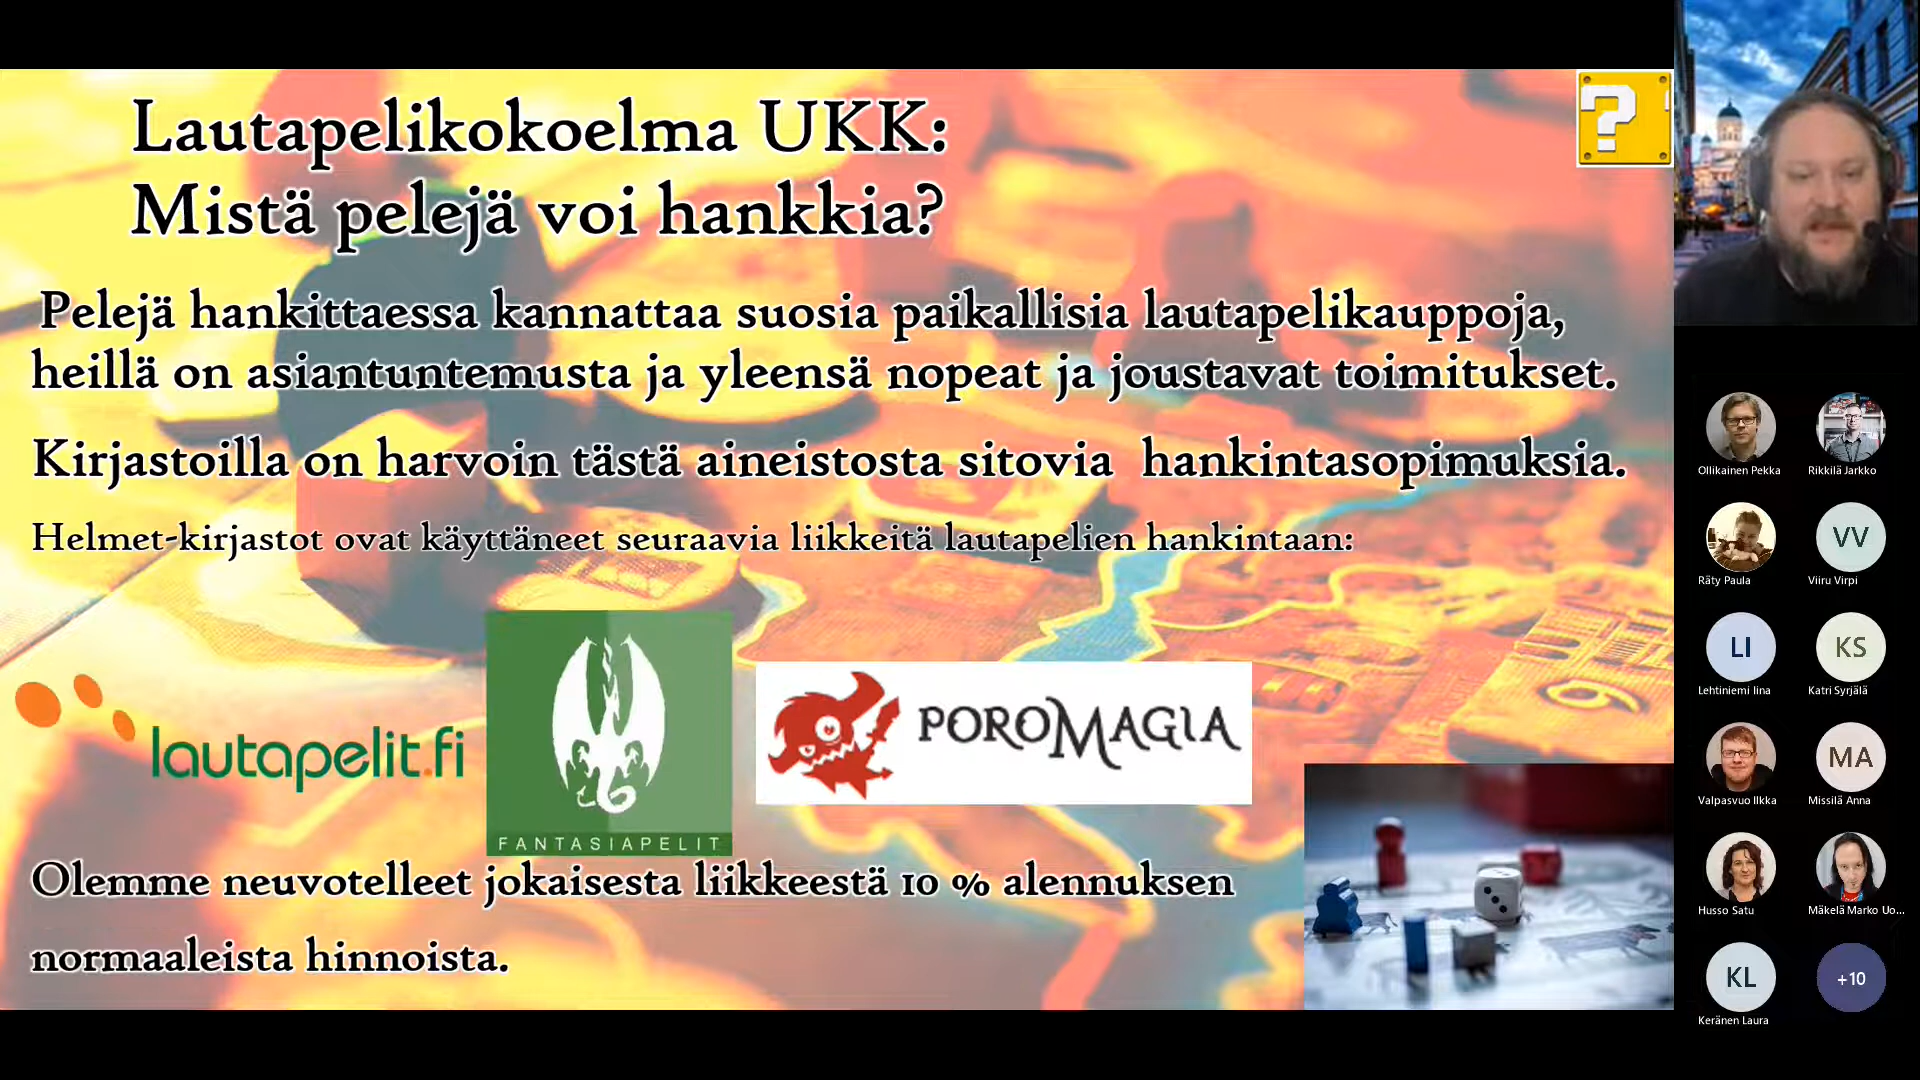 Lautapelikokoelma UKK:
Mistä pelejä voi hankkia?
Pelejä hankittaessa kannattaa suosia paikallisia lautapelikauppoja,
heillä on asiantuntemusta ja yleensä nopeat ja joustavat toimitukset.
Kirjastoilla on harvoin tästä aineistosta sitovia hankintasopimuksia.
Helmet-kirjastot ovat käyttäneet seuraavia liikkeitä lautapelien hankintaan:
lautapelit.fi
FANTASIAPELIT
POROMAGIA
Olemme neuvotelleet jokaisesta liikkeestä 10 % alennuksen
normaaleista hinnoista.
?
9
Ollikainen Pekka
Rikkilä Jarkko
Räty Paula
VV
Viiru Virpi
LI
Lehtiniemi Iina
KS
Katri Syrjälä
Valpasvuo Ilkka
MA
Missilä Anna
Husso Satu
Mäkelä Marko Uo...
KL
Keränen Laura
+10